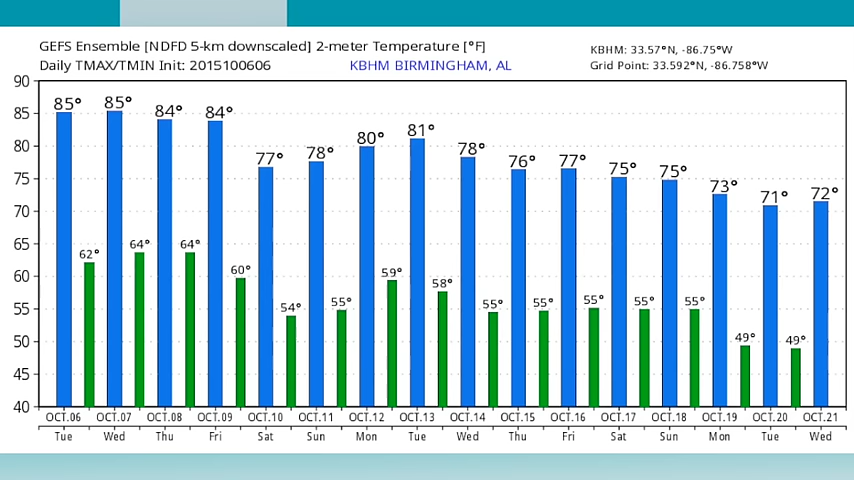 GEFS Ensemble [NDFD 5-km downscaled] 2-meter Temperature [°F]
KBHM: 33.57°N, -86.75°W
Daily TMAX/TMIN Init: 2015100606
KBHM BIRMINGHAM, AL
Grid Point: 33.592°N, -86.758°W
90
85
80
75
70
65
60
55
50
45
40
85° 85° 84° 84° 77° 78° 80° 81° 78° 76° 77° 75° 75° 73° 71° 72°
62° 64° 64° 60° 54° 55° 59° 58° 55° 55° 55° 55° 55° 49° 49°
OCT.06 OCT.07 OCT.08 OCT.09 OCT.10 OCT.11 OCT.12 OCT.13 OCT.14 OCT.15 OCT.16 OCT.17 OCT.18 OCT.19 OCT.20 OCT.21
Tue Wed Thu Fri Sat Sun Mon Tue Wed Thu Fri Sat Sun Mon Tue Wed